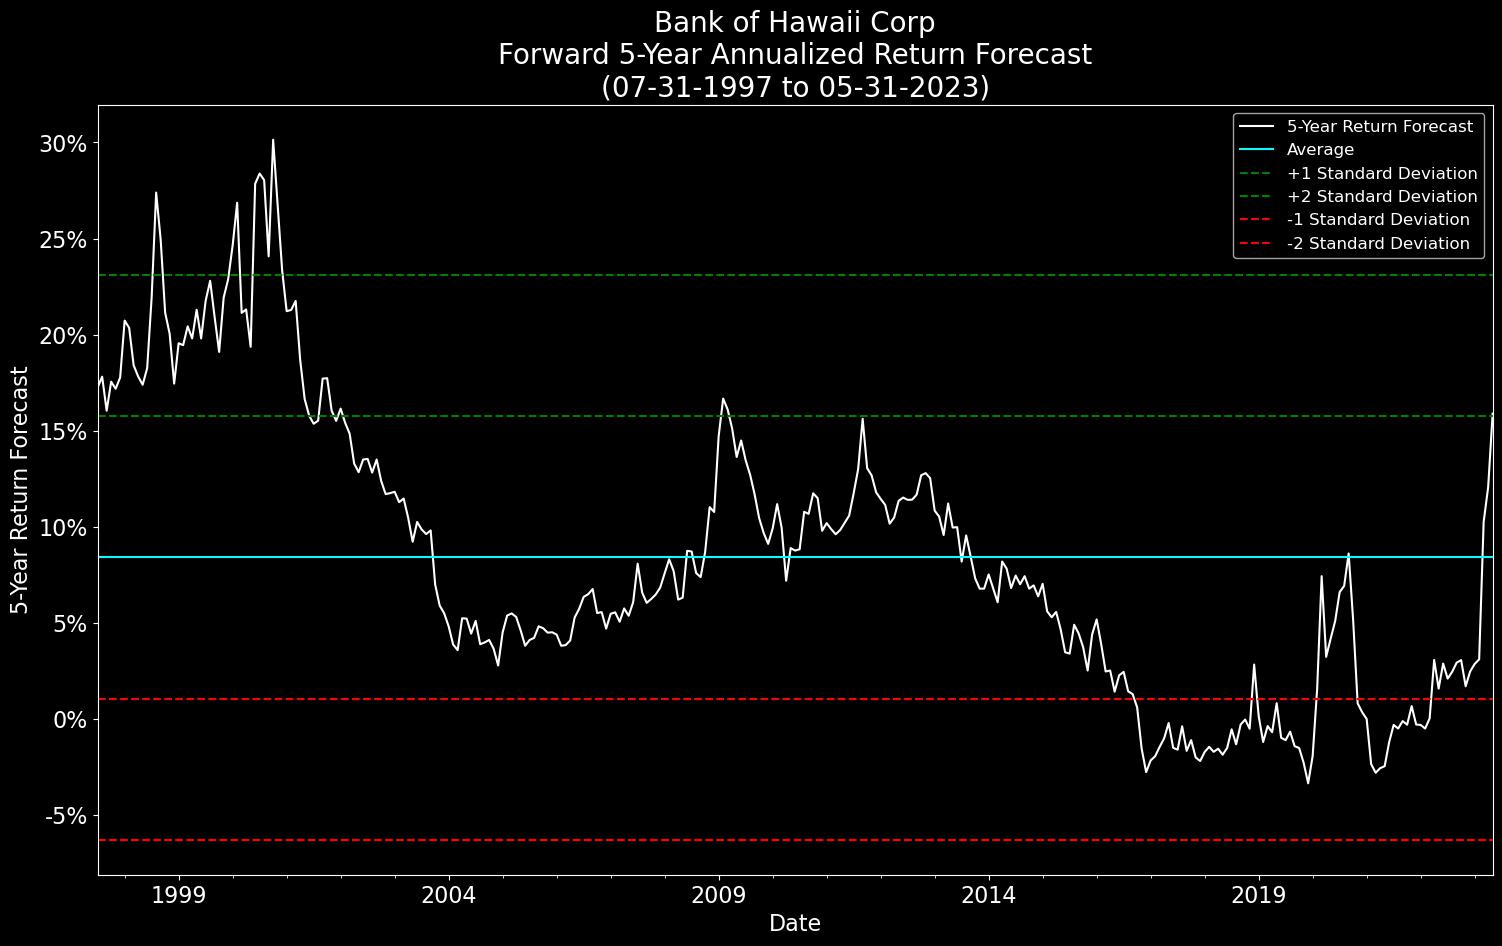 Bank of Hawaii Corp
Forward 5-Year Annualized Return Forecast
(07-31-1997 to 05-31-2023)
5-Year Return Forecast
Average
+1 Standard Deviation
+2 Standard Deviation
-1 Standard Deviation
-2 Standard Deviation
30%
25%
20%
15%
10%
5%
0%
-5%
5-Year Return Forecast
1999 2004 2009 2014 2019
Date